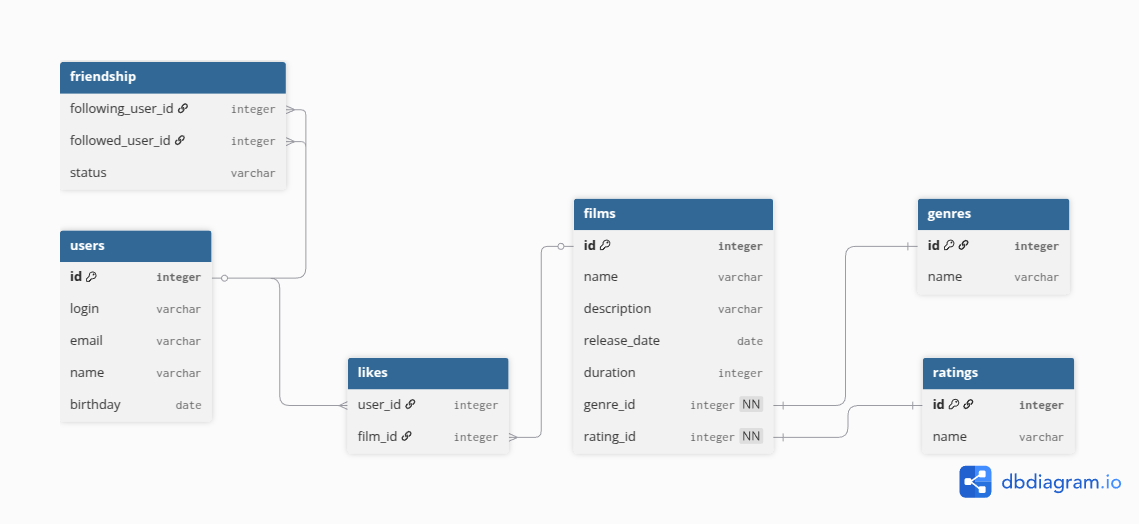 friendship
following_user_id integer
followed_user_id integer
status varchar
users
id integer
login varchar
email varchar
name varchar
birthday date
likes
user_id integer
film_id integer
films
id integer
name varchar
description varchar
release_date date
duration integer
genre_id integer NN
rating_id integer NN
genres
id integer
name varchar
ratings
id integer
name varchar
dbdiagram.io